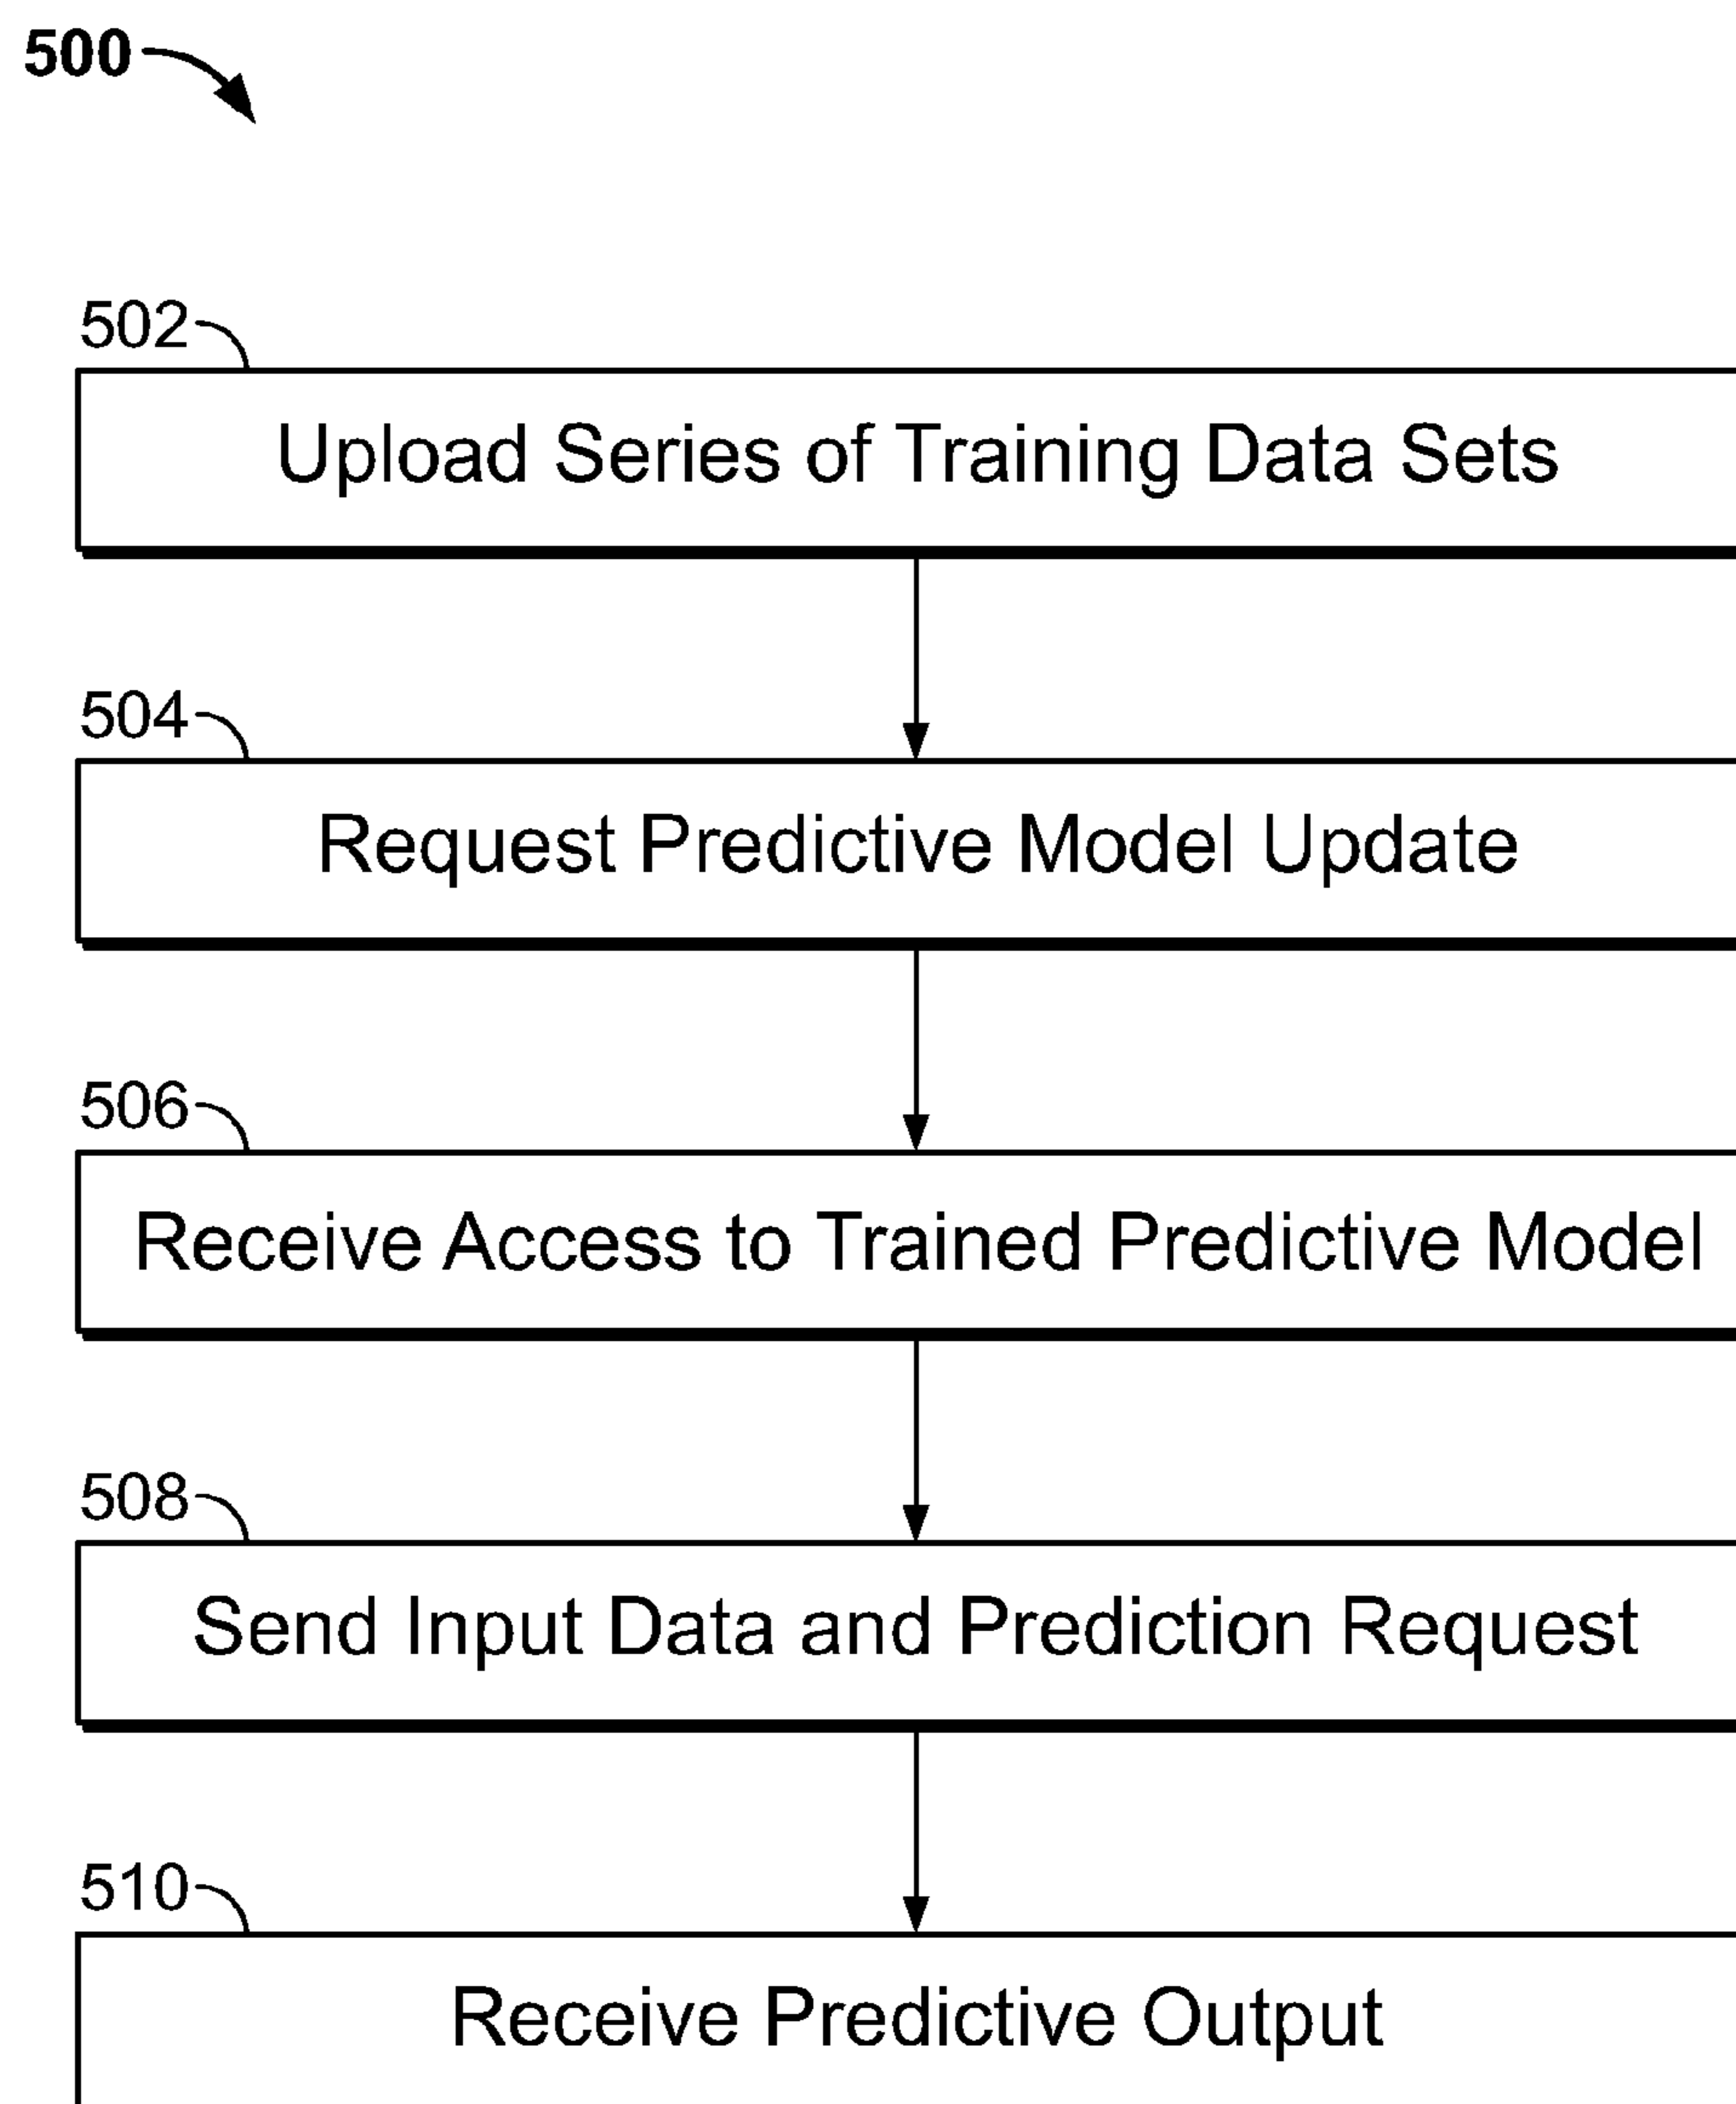 500
502
Upload Series of Training Data Sets
504
Request Predictive Model Update
506
Receive Access to Trained Predictive Model
508
Send Input Data and Prediction Request
510
Receive Predictive Output